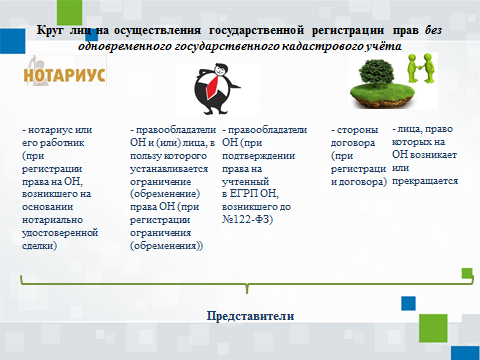 Круг лиц на осуществления государственной регистрации прав без
одновременного государственного кадастрового учёта
НОТАРИУС
- нотариус или
его работник
(при
регистрации
права на ОН,
возникшего на
основании
нотариально
удостоверенной
сделки)
- правообладатели
ОН и (или) лица, в
пользу которого
устанавливается
ограничение
(обременение)
права ОН (при
регистрации
ограничения
(обременения))
- правообладатели
ОН (при
подтверждении
права на
учтенный
в ЕГРП ОН,
возникшего до
№122-ФЗ)
- стороны
договора
(при
регистраци
и договора)
- лица, право
которых на
ОН возникает
или
прекращается
Представители